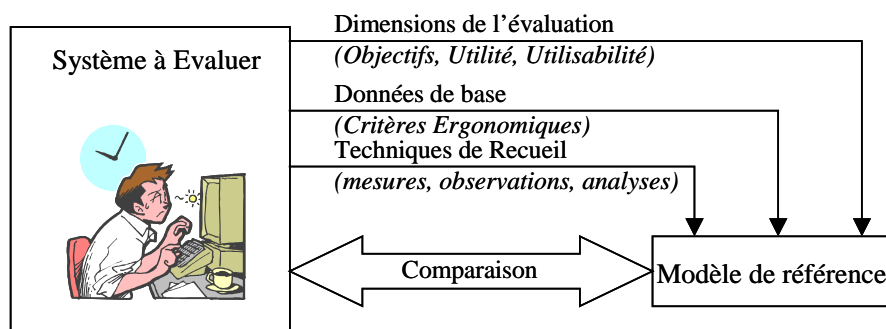 Système à Evaluer
Dimensions de l'évaluation
(Objectifs, Utilité, Utilisabilité)
Données de base
(Critères Ergonomiques)
Techniques de Recueil
(mesures, observations, analyses)
Comparaison
Modèle de référence